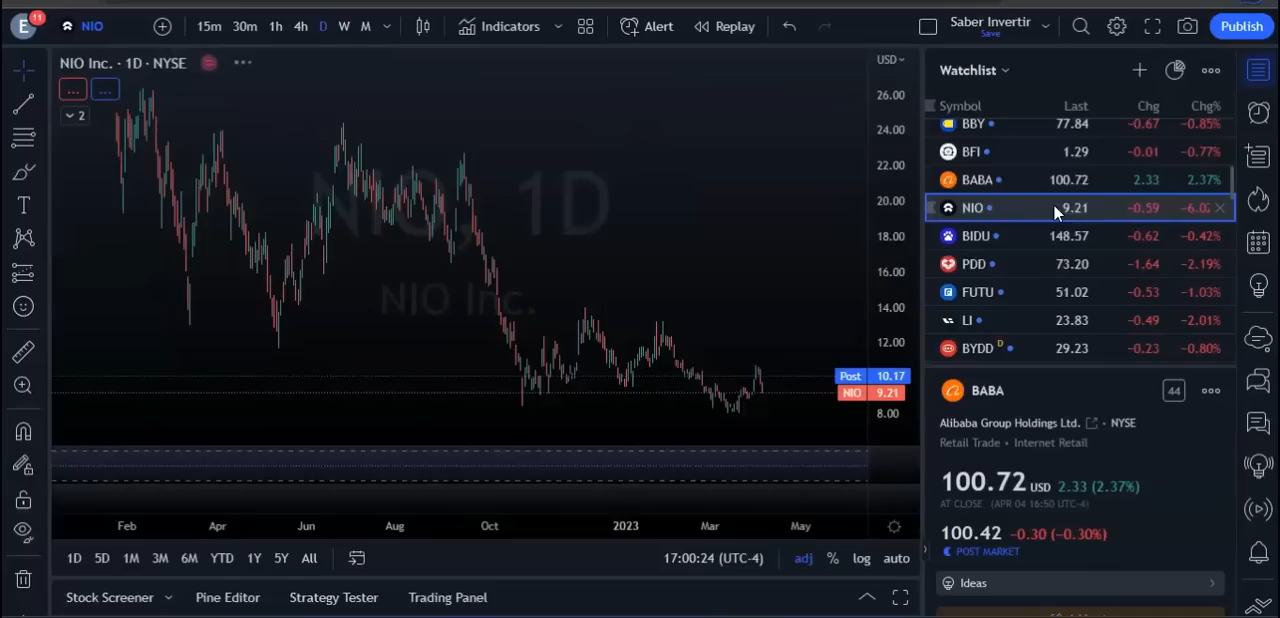 E 11 NIO 15m 30m 1h 4h D W M Indicators Alert Replay Saber Invertir Save Publish
NIO Inc. · 1D · NYSE
... ...
2
NIO, 1D
NIO Inc.
USD
26.00
24.00
22.00
20.00
18.00
16.00
14.00
12.00
Post 10.17
NIO 9.21
8.00
Feb Apr Jun Aug Oct 2023 Mar May
1D 5D 1M 3M 6M YTD 1Y 5Y All 17:00:24 (UTC-4) adj % log auto
Stock Screener Pine Editor Strategy Tester Trading Panel
Watchlist
Symbol Last Chg Chg%
BBY 77.84 −0.67 −0.85%
BFI 1.29 −0.01 −0.77%
BABA 100.72 2.33 2.37%
NIO 9.21 −0.59 −6.0
BIDU 148.57 −0.62 −0.42%
PDD 73.20 −1.64 −2.19%
FUTU 51.02 −0.53 −1.03%
LI 23.83 −0.49 −2.01%
BYDD D 29.23 −0.23 −0.80%
BABA 44
Alibaba Group Holdings Ltd. · NYSE
Retail Trade · Internet Retail
100.72 USD 2.33 (2.37%)
AT CLOSE (APR 04 16:50 UTC-4)
100.42 −0.30 (−0.30%)
POST MARKET
Ideas